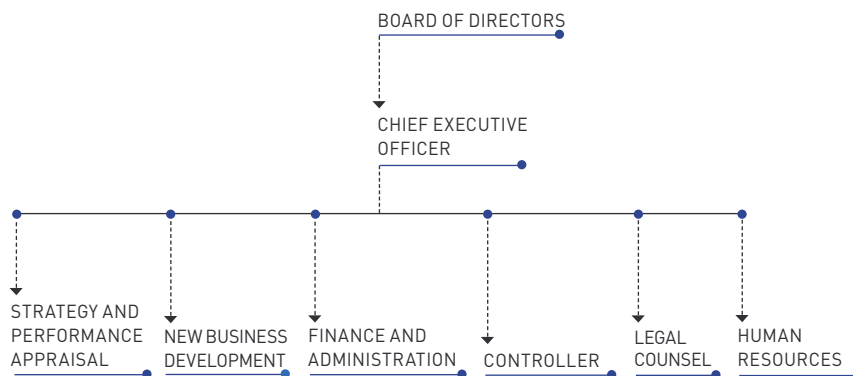 BOARD OF DIRECTORS
CHIEF EXECUTIVE
OFFICER
STRATEGY AND
PERFORMANCE
APPRAISAL
NEW BUSINESS
DEVELOPMENT
FINANCE AND
ADMINISTRATION
CONTROLLER
LEGAL
COUNSEL
HUMAN
RESOURCES